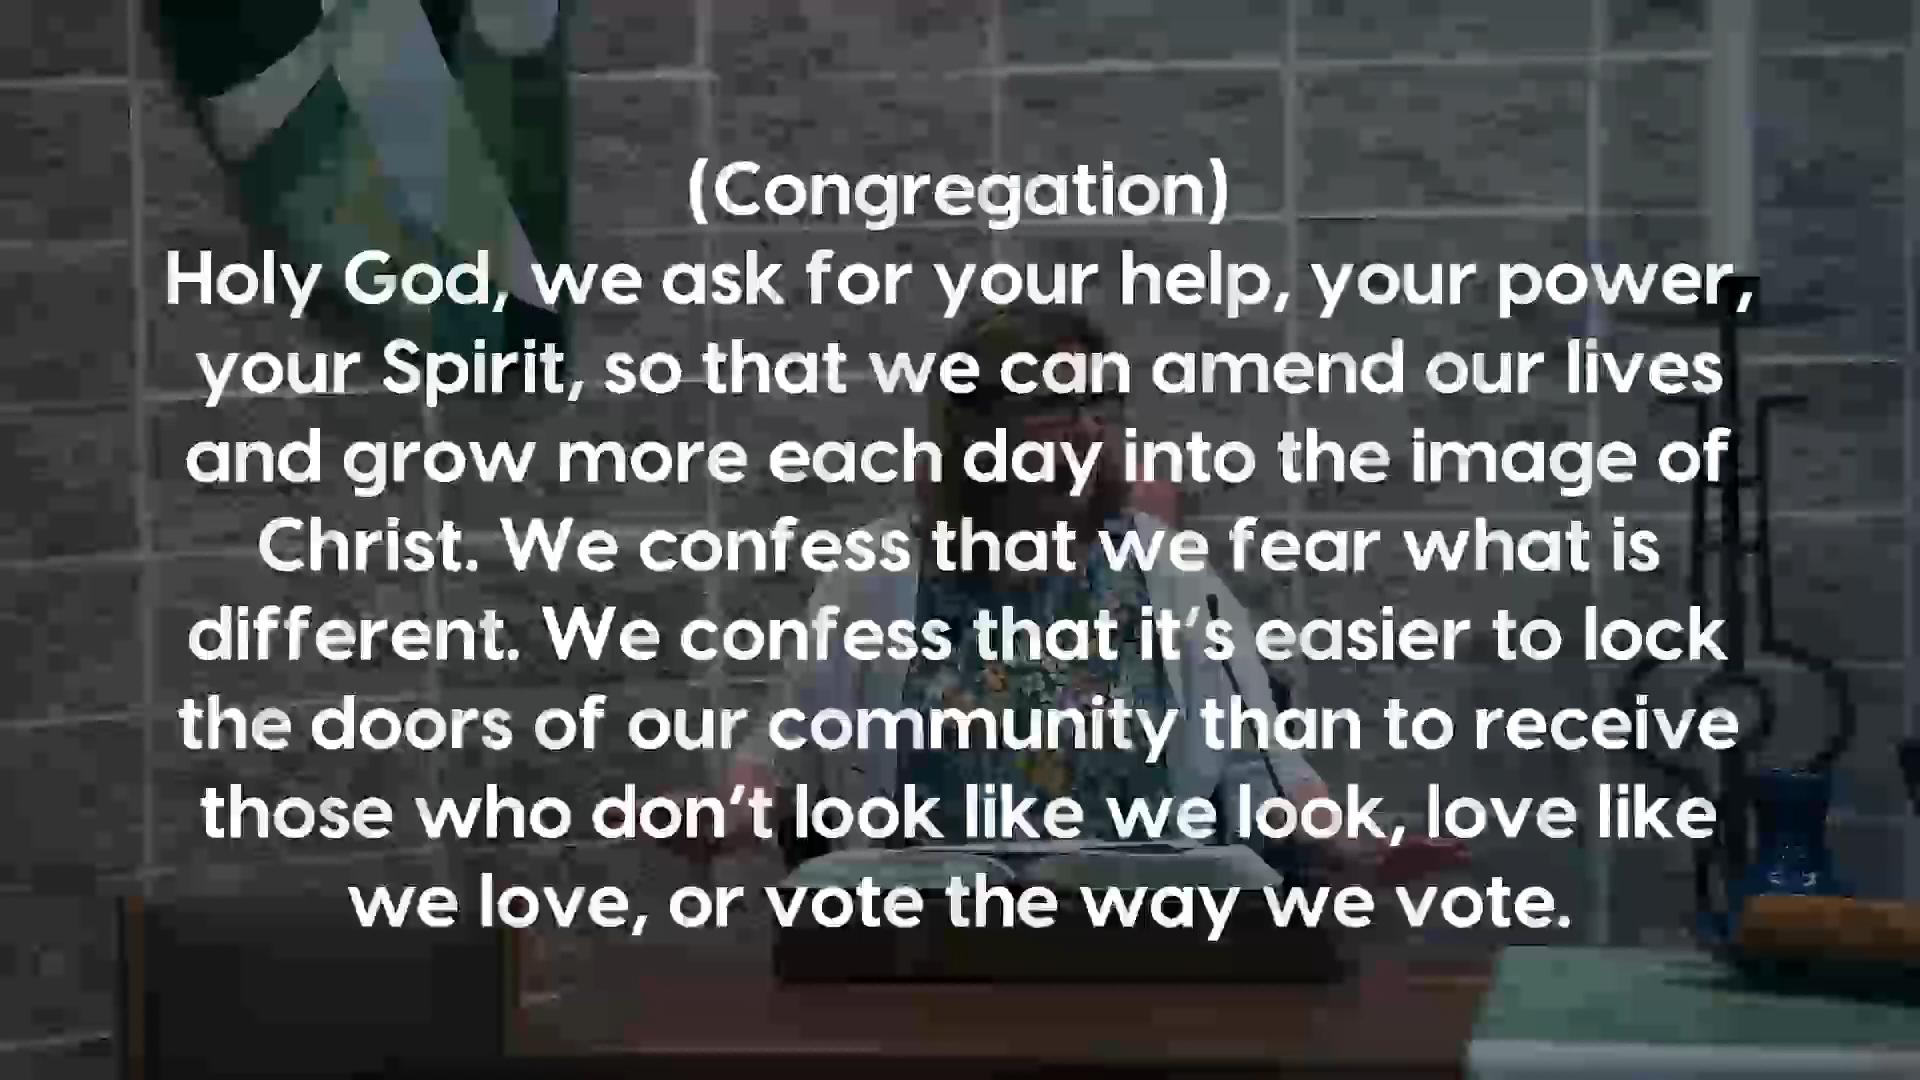 (Congregation)
Holy God, we ask for your help, your power,
your Spirit, so that we can amend our lives
and grow more each day into the image of
Christ. We confess that we fear what is
different. We confess that it's easier to lock
the doors of our community than to receive
those who don't look like we look, love like
we love, or vote the way we vote.